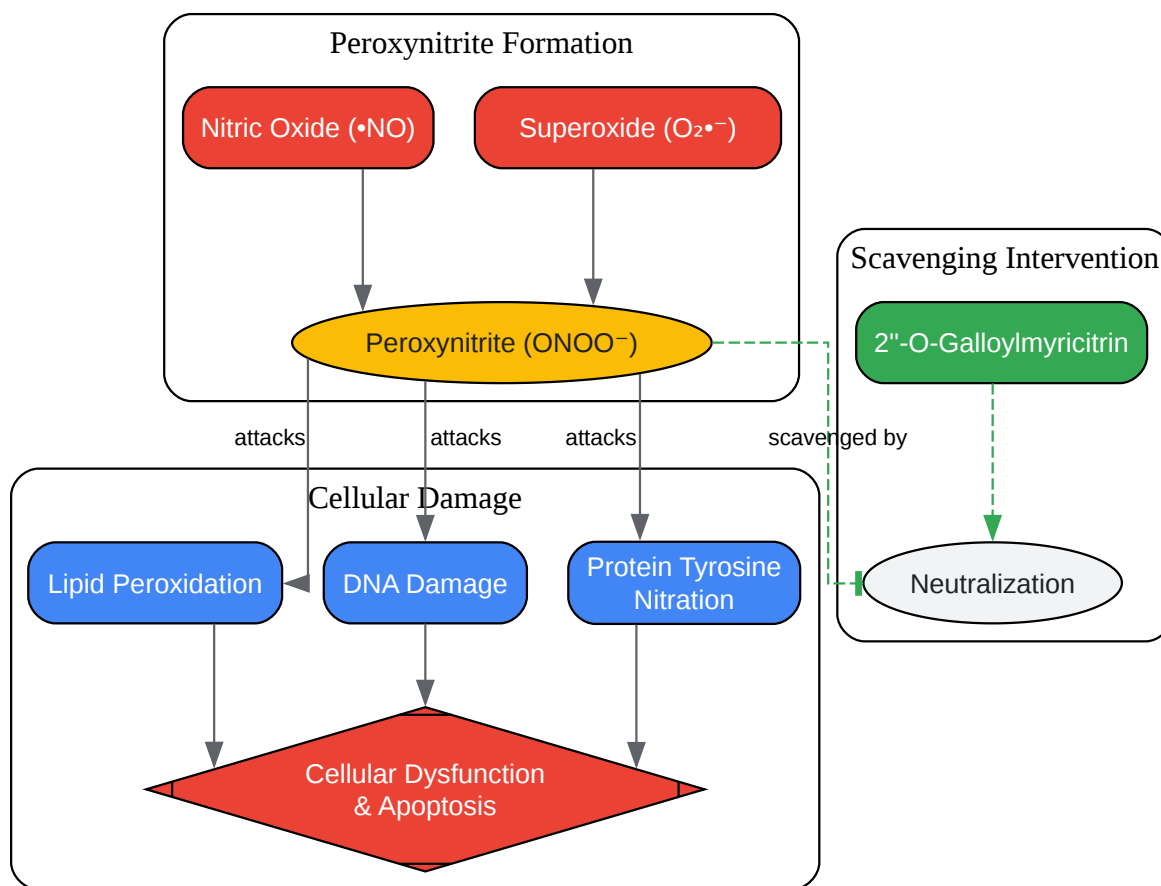 Peroxynitrite Formation
Nitric Oxide (•NO)
Superoxide (O₂•⁻)
Peroxynitrite (ONOO⁻)
Scavenging Intervention
2"-O-Galloylmyricitrin
attacks
attacks
attacks
scavenged by
Cellular Damage
Lipid Peroxidation
DNA Damage
Protein Tyrosine
Nitration
Neutralization
Cellular Dysfunction
& Apoptosis